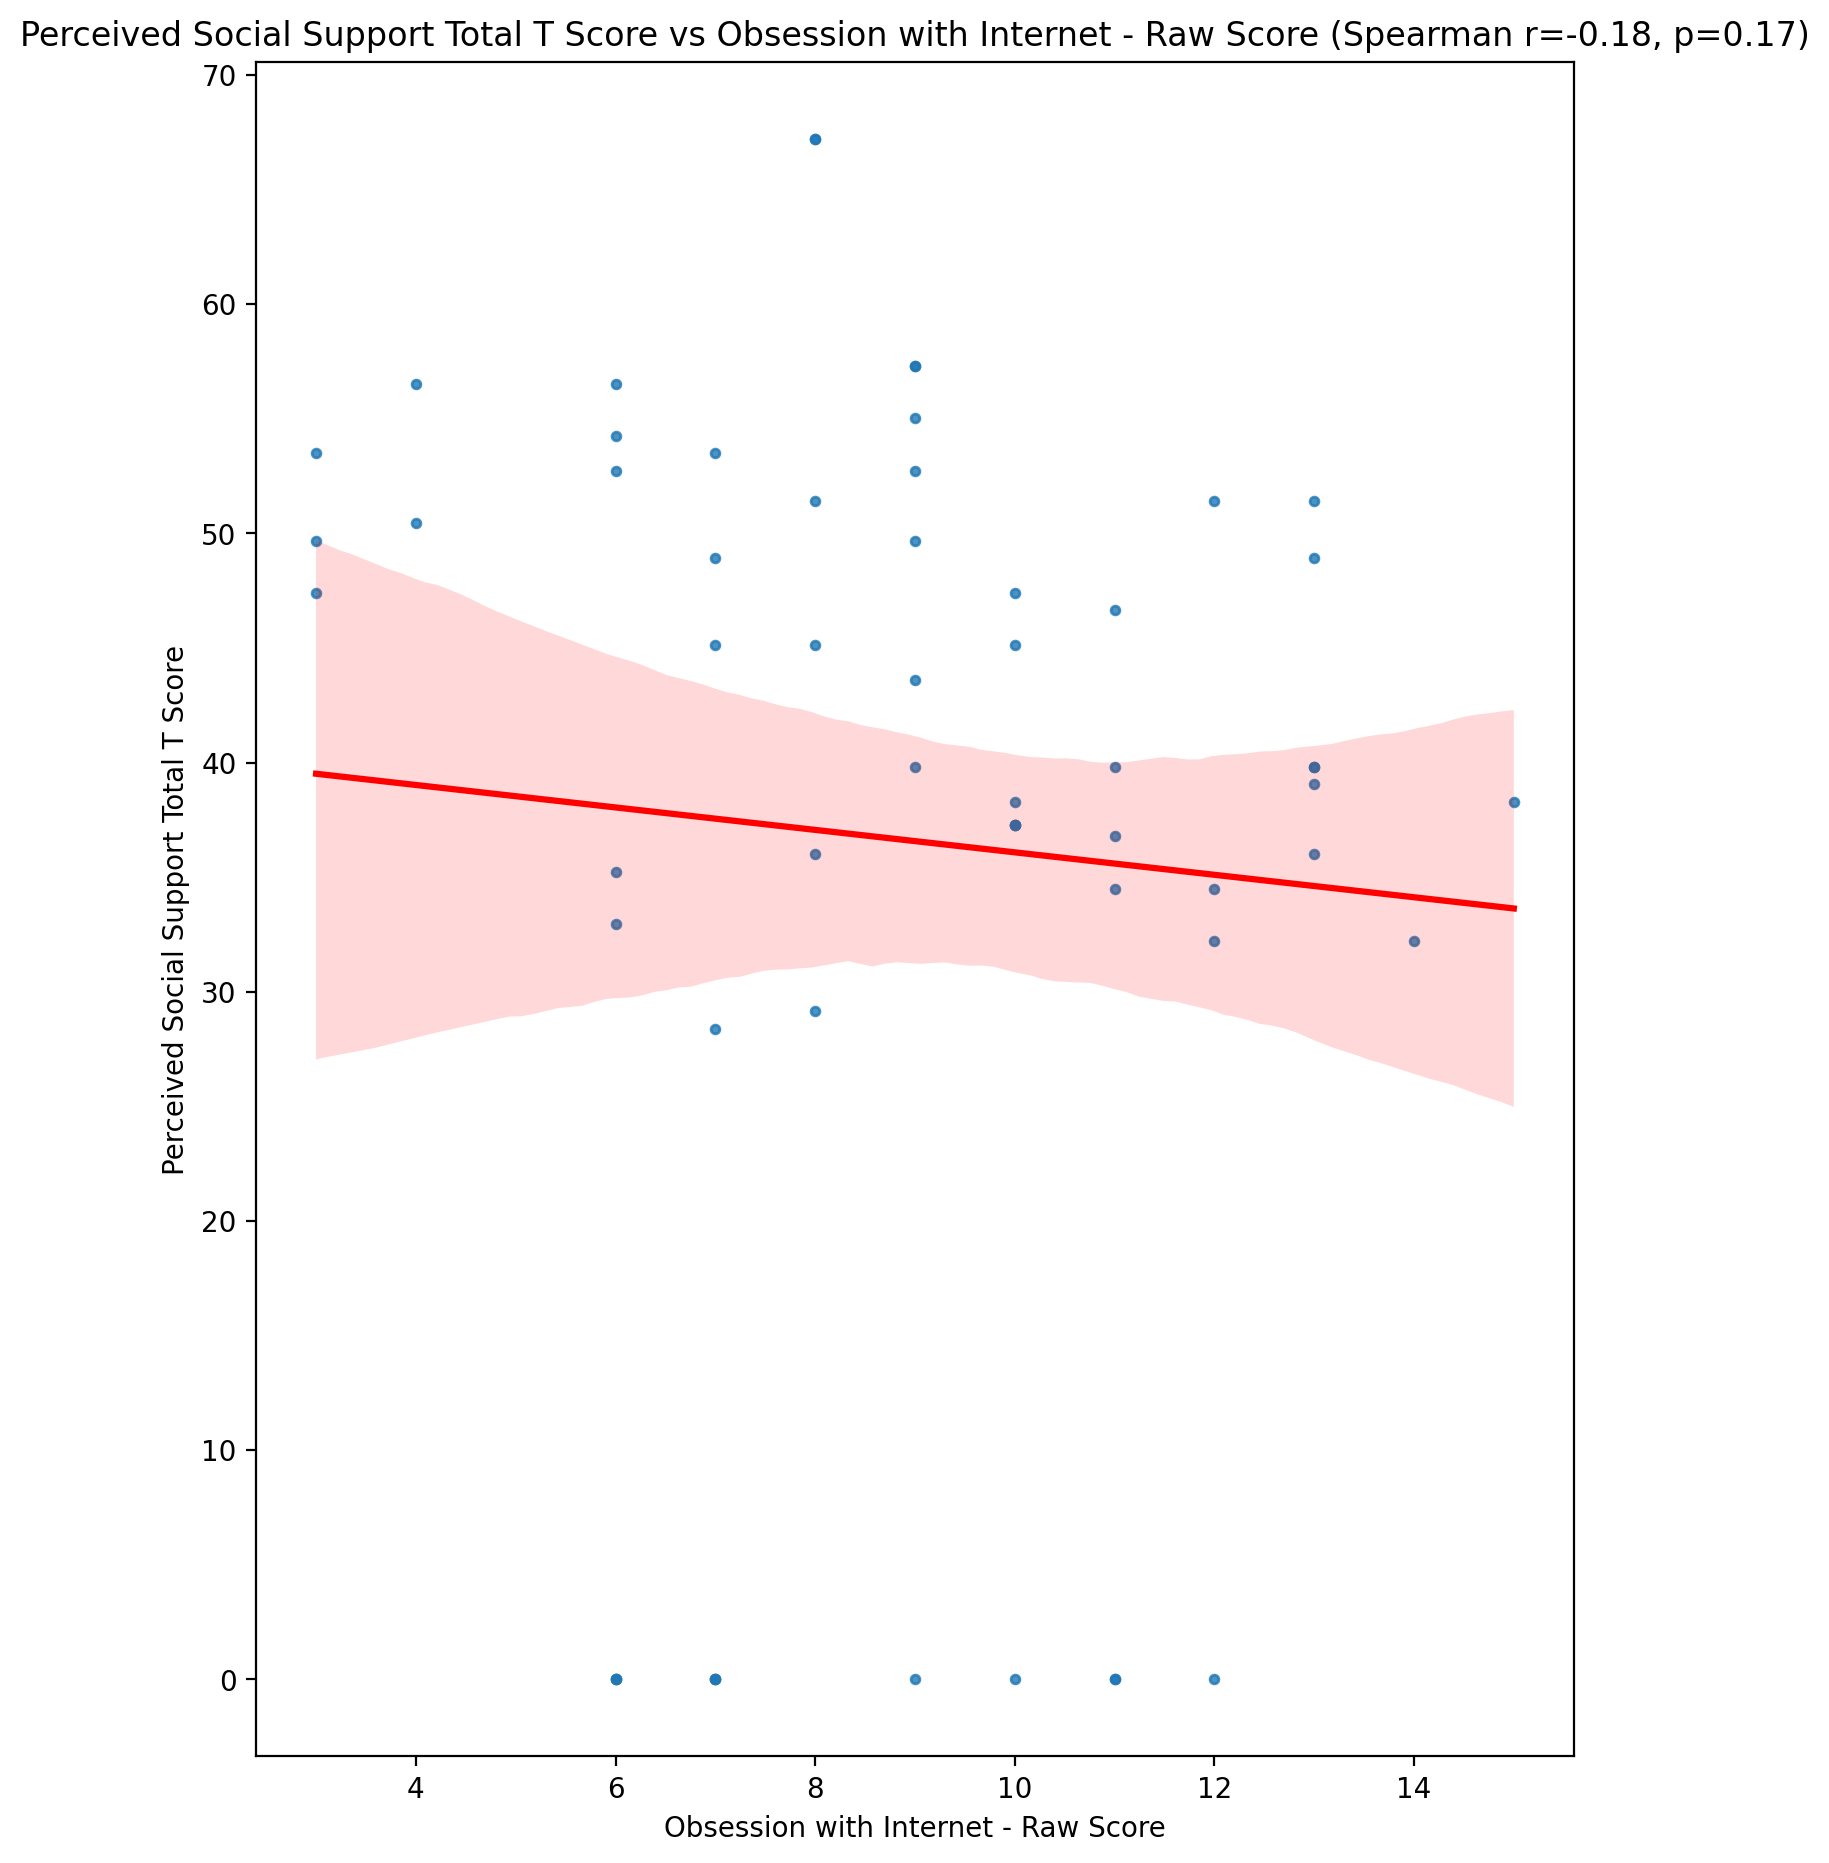 Perceived Social Support Total T Score vs Obsession with Internet - Raw Score (Spearman r=-0.18, p=0.17)
70
60
50
40
30
20
10
0
Perceived Social Support Total T Score
4 6 8 10 12 14
Obsession with Internet - Raw Score